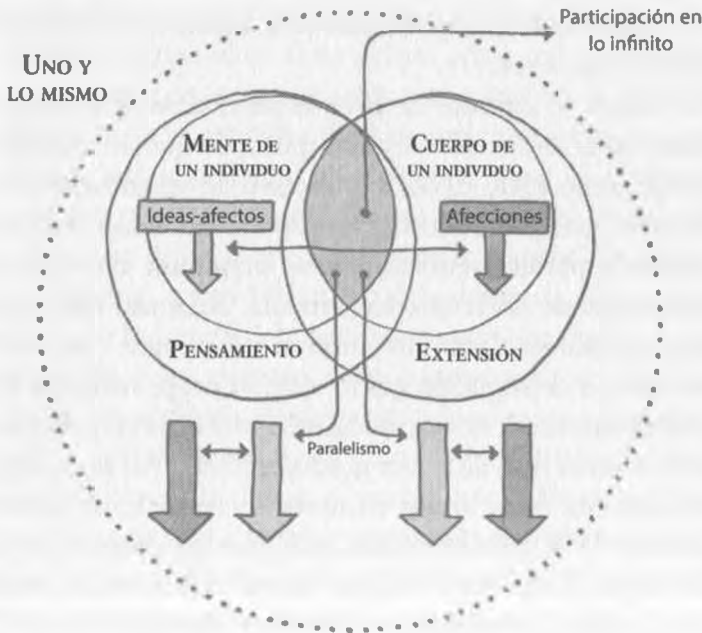 Participación en
lo infinito
UNO Y
LO MISMO
MENTE DE
UN INDIVIDUO
CUERPO DE
UN INDIVIDUO
Ideas-afectos
Afecciones
PENSAMIENTO
EXTENSIÓN
Paralelismo